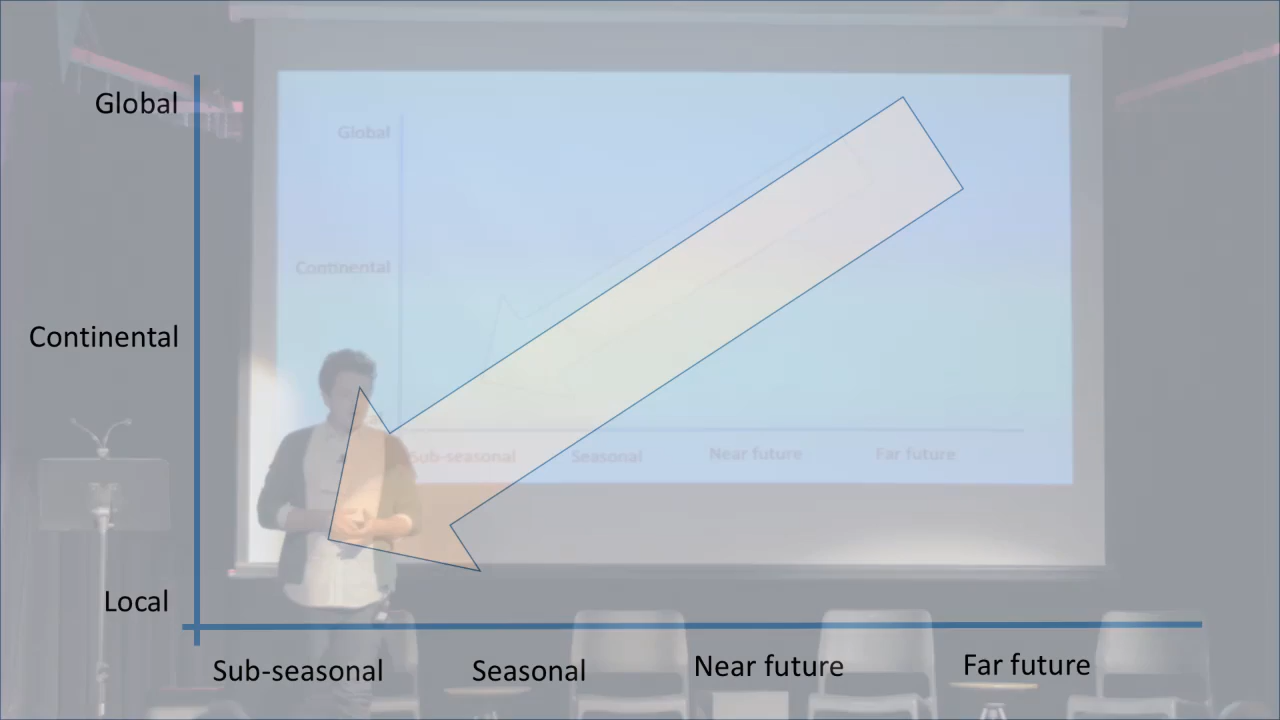 Global
Continental
Local
Sub-seasonal
Seasonal
Near future
Far future
Global
Continental
Sub-seasonal
Seasonal
Near future
Far future